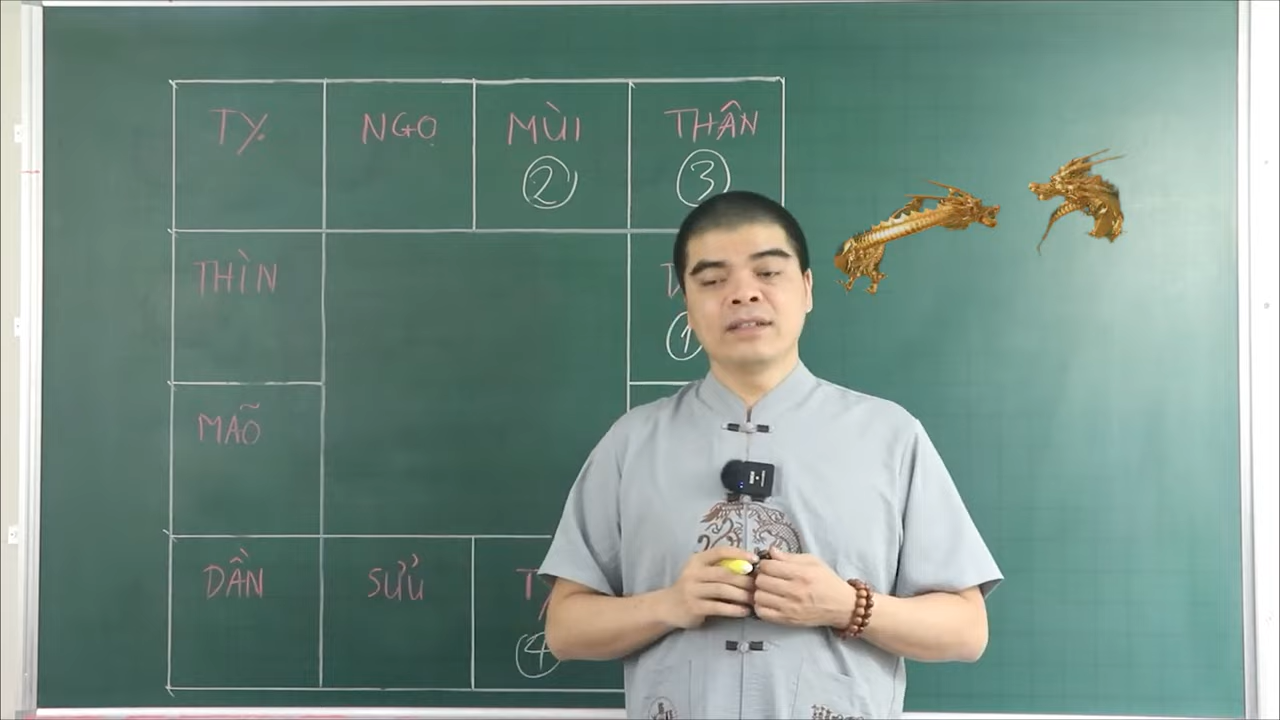 TỴ NGỌ MÙI THÂN
② ③
THÌN
①
MÃO
DẦN SỬU
④